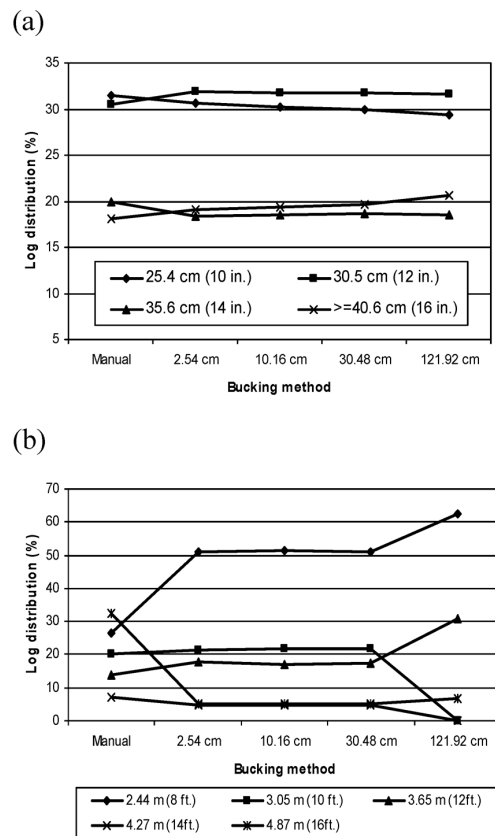 (a)
35
30
25
20
15
10
5
Log distribution (%)
25.4 cm (10 in.) 30.5 cm (12 in.)
35.6 cm (14 in.) >=40.6 cm (16 in.)
Manual 2.54 cm 10.16 cm 30.48 cm 121.92 cm
Bucking method
(b)
70
60
50
40
30
20
10
0
Log distribution (%)
Manual 2.54 cm 10.16 cm 30.48 cm 121.92 cm
Bucking method
2.44 m (8 ft.) 3.05 m (10 ft.) 3.65 m (12ft.)
4.27 m (14ft.) 4.87 m (16ft.)